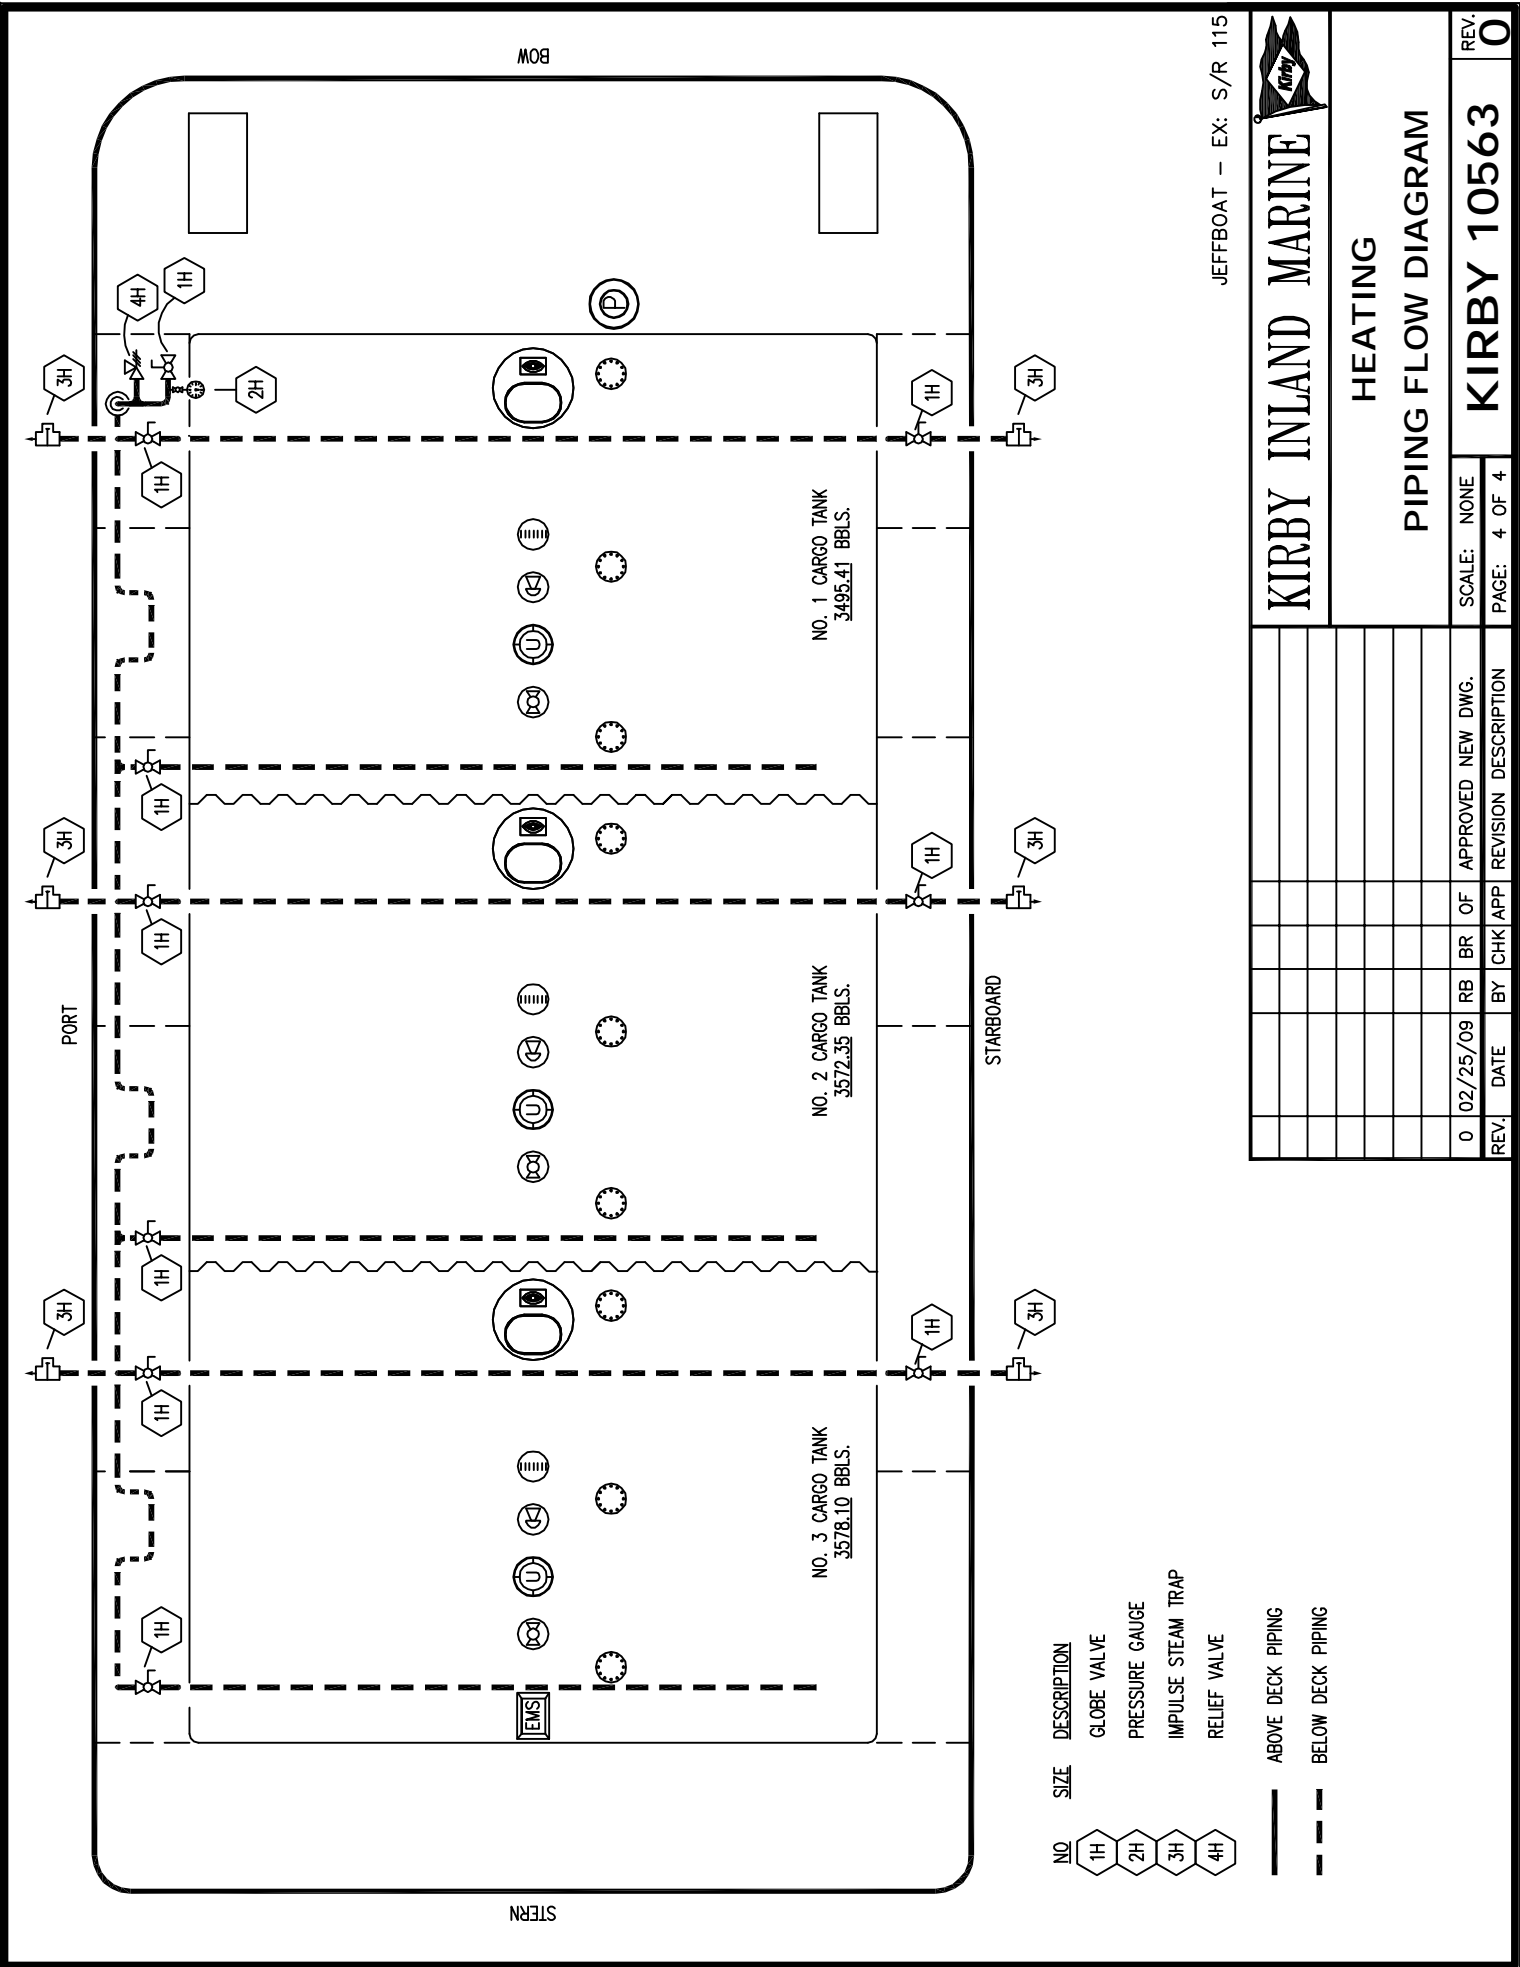 BOW
JEFFBOAT - EX: S/R 115
4H
1H
3H
2H
P
1H
3H
1H
NO. 1 CARGO TANK
3495.41 BBLS.
U
1H
3H
1H
3H
1H
PORT
STARBOARD
NO. 2 CARGO TANK
3572.35 BBLS.
U
1H
3H
1H
3H
1H
NO. 3 CARGO TANK
3578.10 BBLS.
U
1H
EMS
STERN
NO SIZE DESCRIPTION
1H GLOBE VALVE
2H PRESSURE GAUGE
3H IMPULSE STEAM TRAP
4H RELIEF VALVE
ABOVE DECK PIPING
BELOW DECK PIPING
KIRBY INLAND MARINE
Kirby
HEATING
PIPING FLOW DIAGRAM
SCALE: NONE
PAGE: 4 OF 4
KIRBY 10563
REV.
0
0 02/25/09 RB BR OF APPROVED NEW DWG.
REV. DATE BY CHK APP REVISION DESCRIPTION